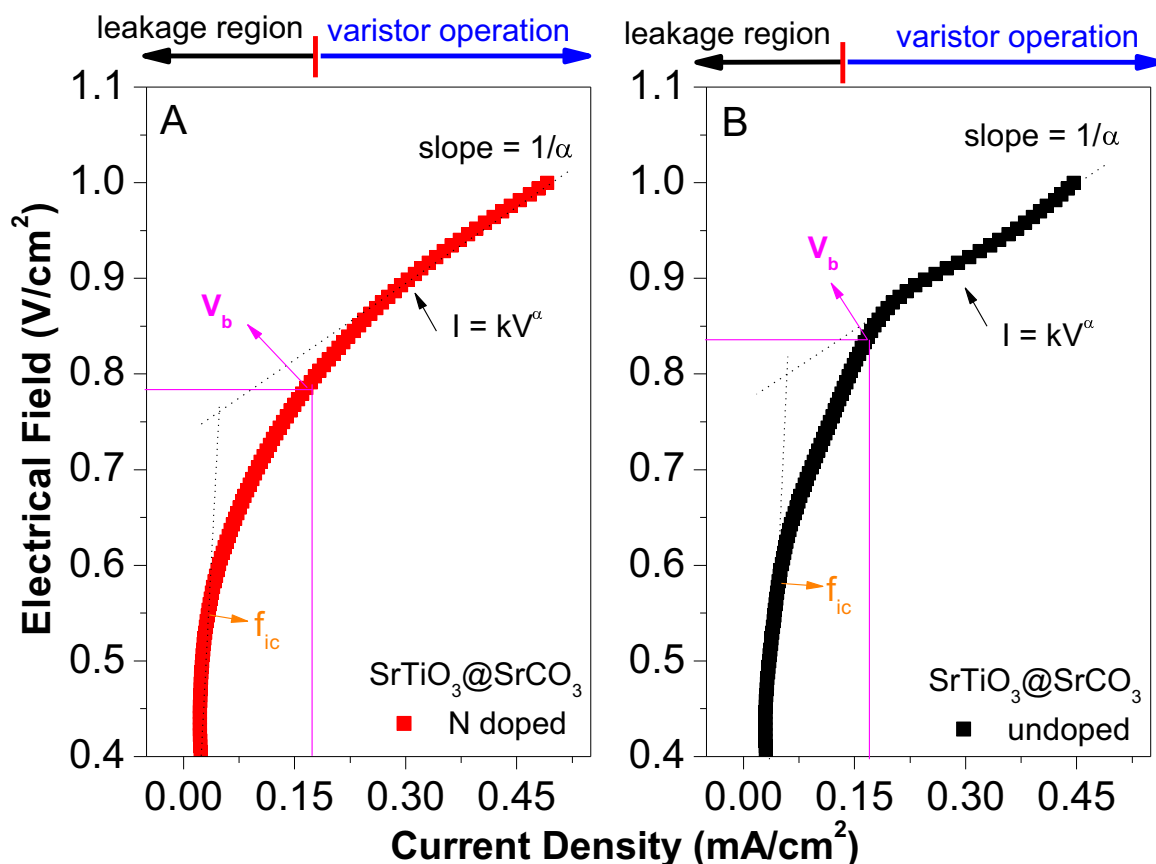 leakage region varistor operation
leakage region varistor operation
A
slope = 1/α
V_b
I = kV^α
f_ic
SrTiO₃@SrCO₃
N doped
B
slope = 1/α
V_b
I = kV^α
f_ic
SrTiO₃@SrCO₃
undoped
Electrical Field (V/cm²)
1.1
1.0
0.9
0.8
0.7
0.6
0.5
0.4
1.1
1.0
0.9
0.8
0.7
0.6
0.5
0.4
0.00 0.15 0.30 0.45
0.00 0.15 0.30 0.45
Current Density (mA/cm²)